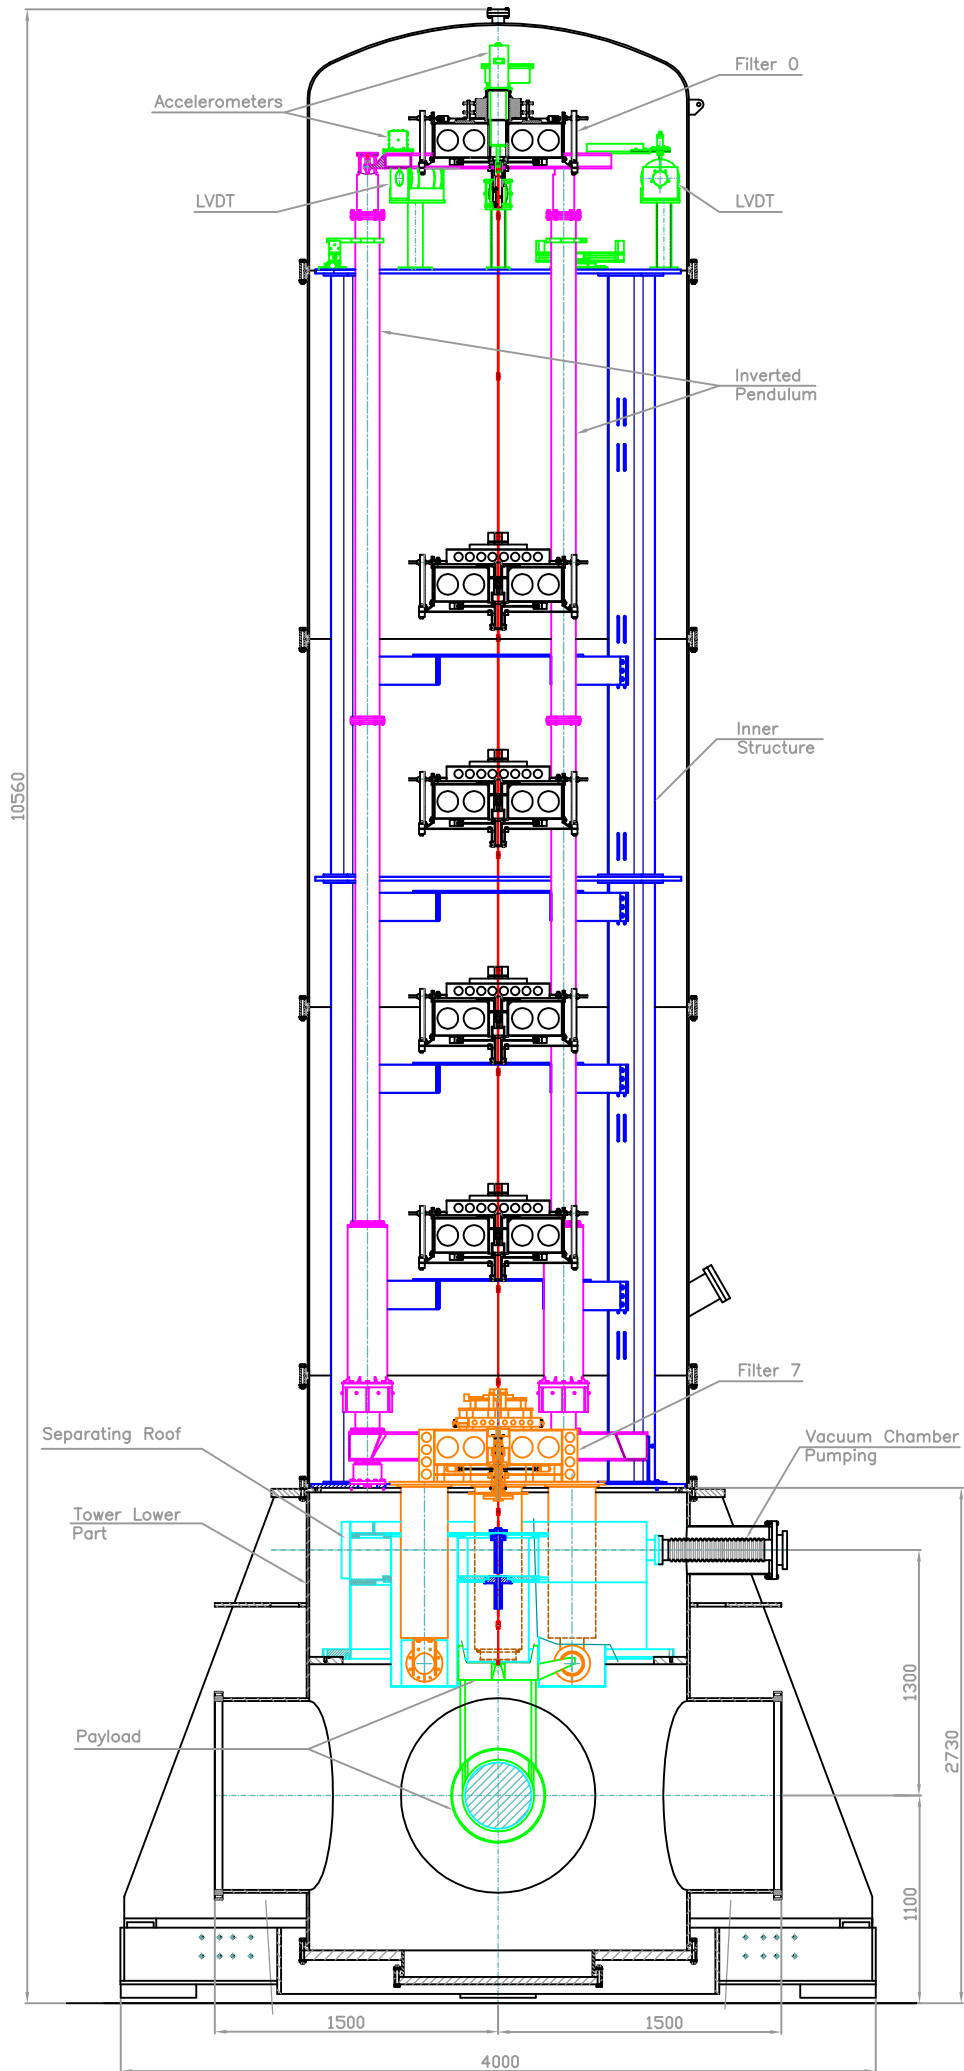 Filter 0
Accelerometers
LVDT
LVDT
Inverted
Pendulum
Inner
Structure
10560
Filter 7
Separating Roof
Vacuum Chamber
Pumping
Tower Lower
Part
1300
2730
Payload
1100
1500
1500
4000